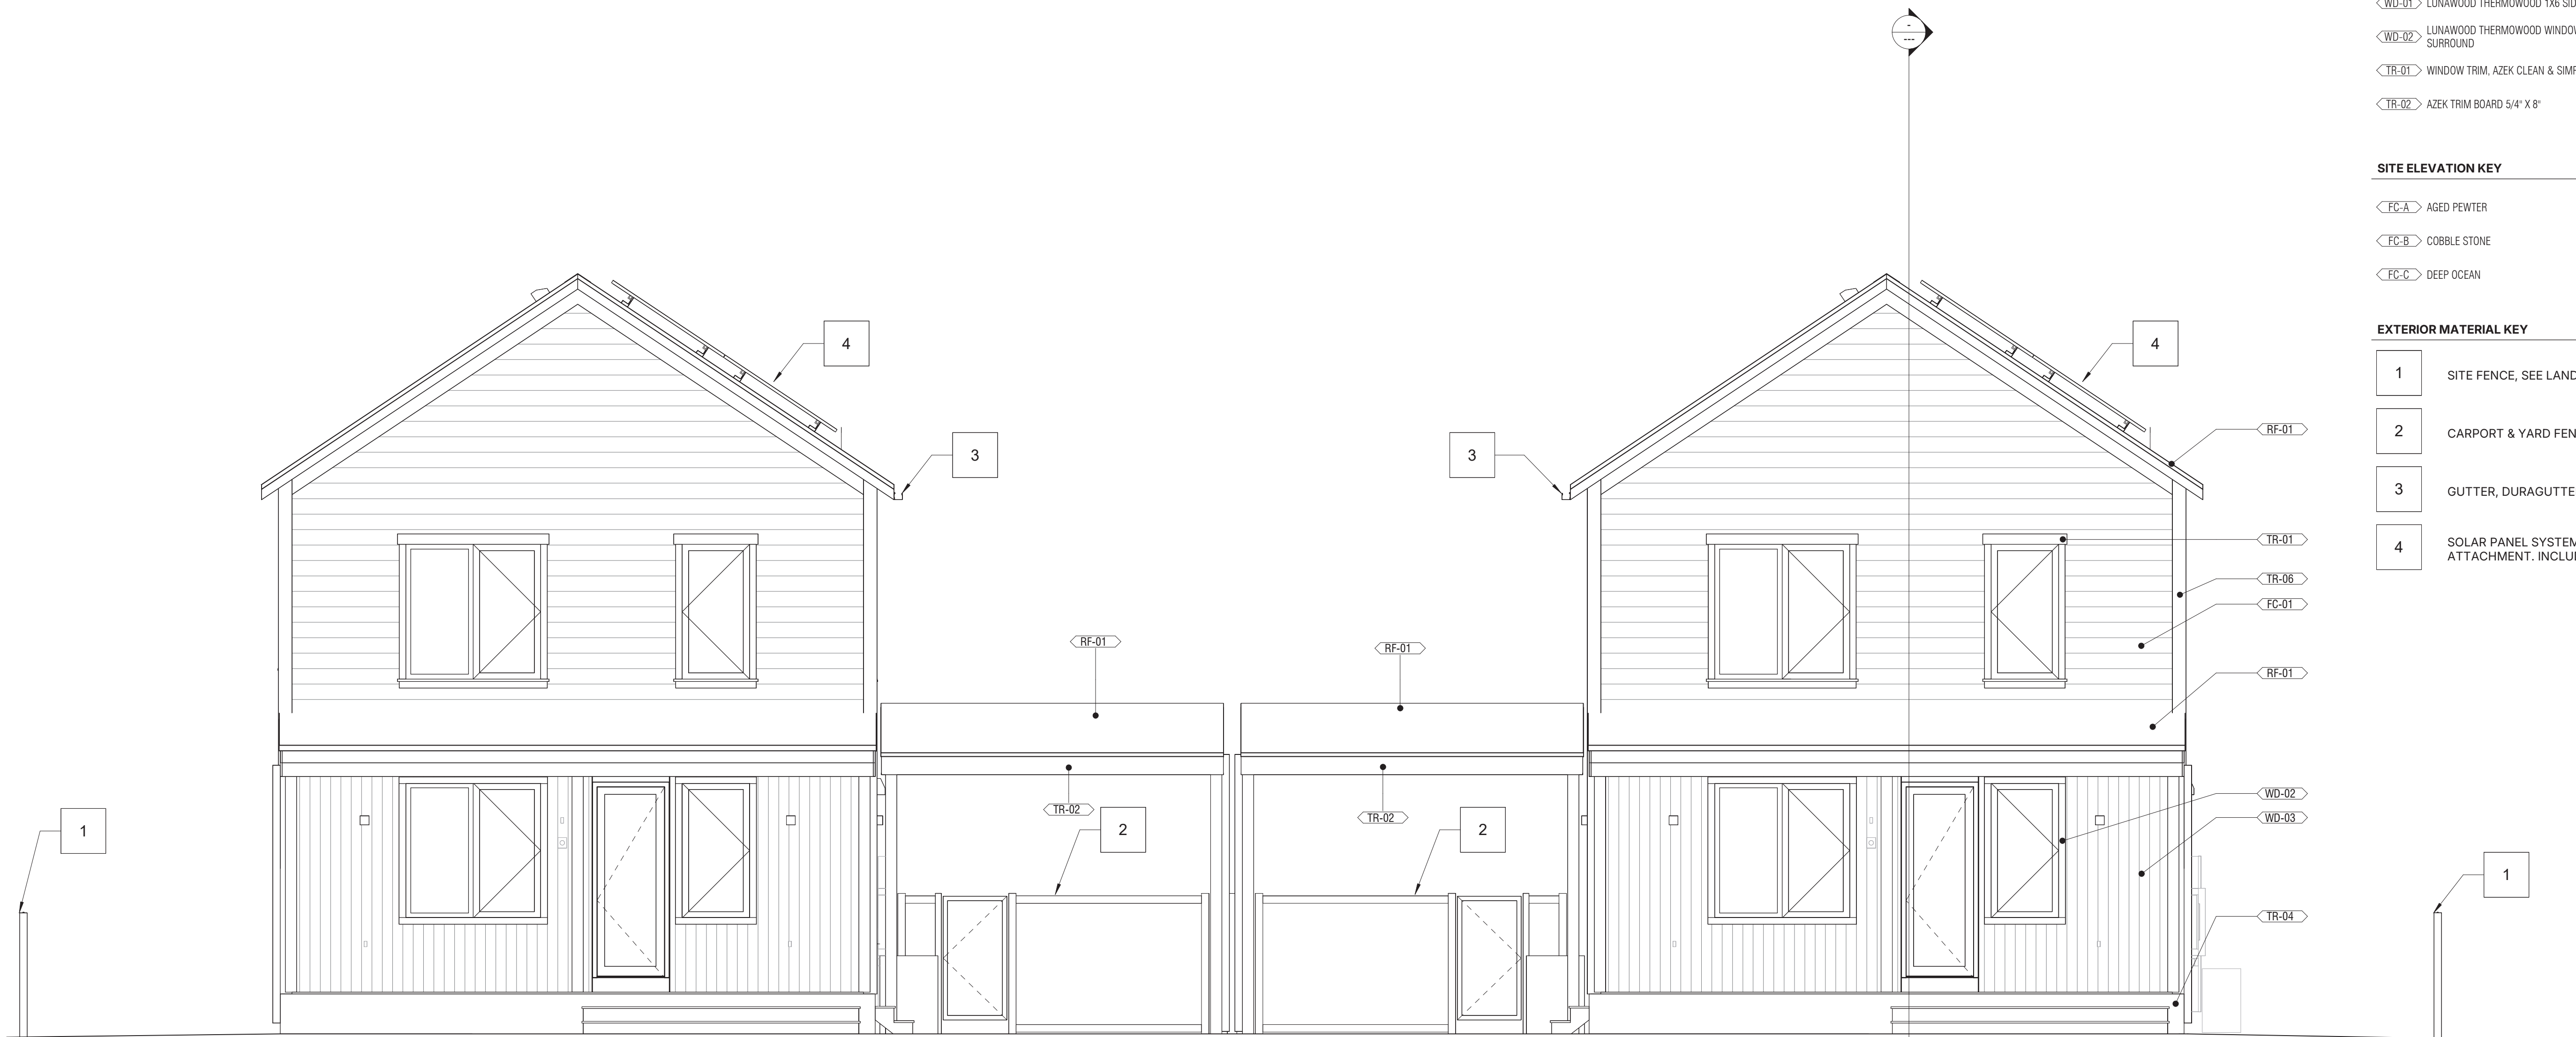 WD-01 LUNAWOOD THERMOWOOD 1X6 SID
WD-02 LUNAWOOD THERMOWOOD WINDOW
SURROUND
TR-01 WINDOW TRIM, AZEK CLEAN & SIMP
TR-02 AZEK TRIM BOARD 5/4" X 8"
SITE ELEVATION KEY
FC-A AGED PEWTER
FC-B COBBLE STONE
FC-C DEEP OCEAN
EXTERIOR MATERIAL KEY
1 SITE FENCE, SEE LAND
2 CARPORT & YARD FEN
3 GUTTER, DURAGUTTE
4 SOLAR PANEL SYSTEM
ATTACHMENT. INCLU
-
---
4
4
3
3
RF-01
TR-01
TR-06
FC-01
RF-01
RF-01
RF-01
TR-02
TR-02
WD-02
WD-03
1
2
2
1
TR-04